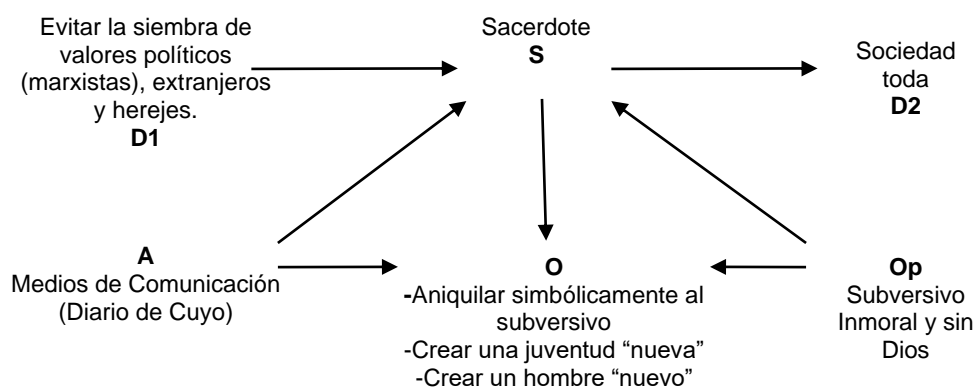 Evitar la siembra de
valores políticos
(marxistas), extranjeros
y herejes.
D1
Sacerdote
S
Sociedad
toda
D2
A
Medios de Comunicación
(Diario de Cuyo)
O
-Aniquilar simbólicamente al
subversivo
-Crear una juventud “nueva”
-Crear un hombre “nuevo”
Op
Subversivo
Inmoral y sin
Dios